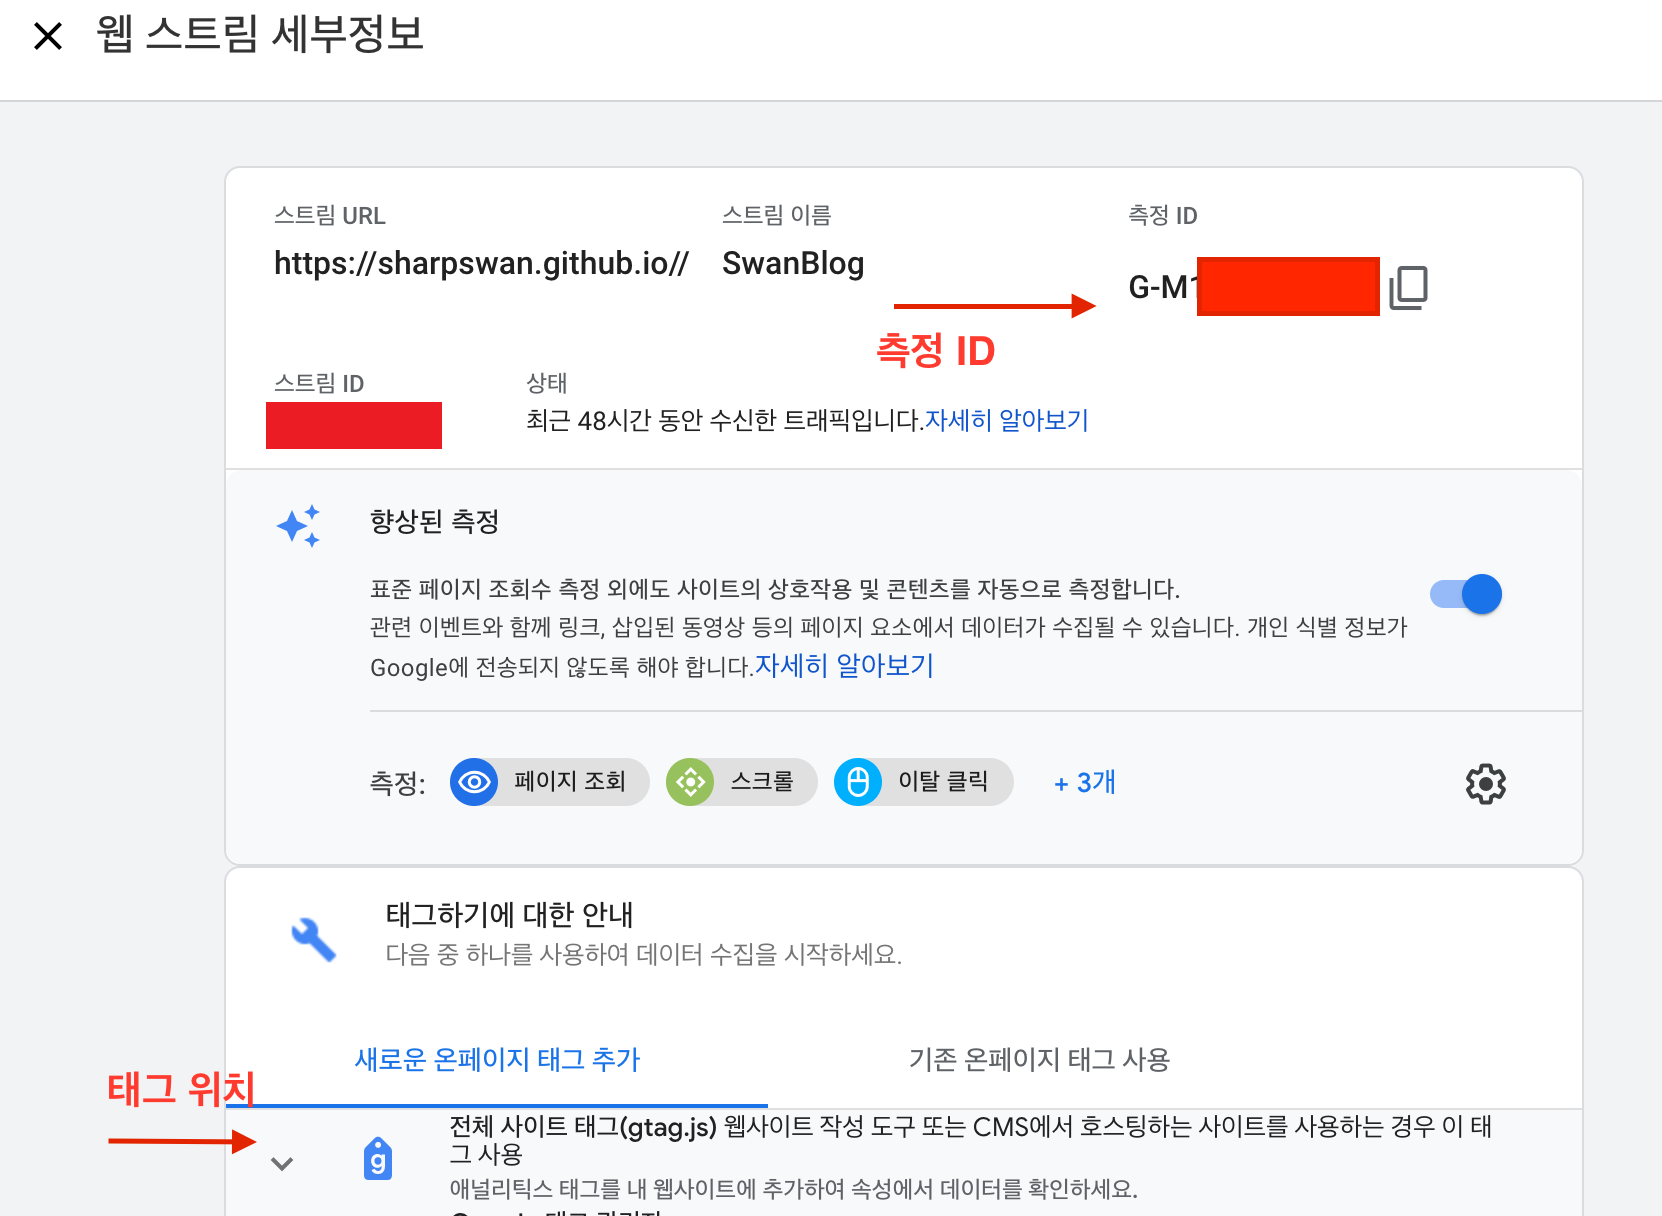 웹 스트림 세부정보
스트림 URL
스트림 이름
측정 ID
https://sharpswan.github.io//
SwanBlog
G-M1
측정 ID
스트림 ID
상태
최근 48시간 동안 수신한 트래픽입니다.자세히 알아보기
향상된 측정
표준 페이지 조회수 측정 외에도 사이트의 상호작용 및 콘텐츠를 자동으로 측정합니다.
관련 이벤트와 함께 링크, 삽입된 동영상 등의 페이지 요소에서 데이터가 수집될 수 있습니다. 개인 식별 정보가
Google에 전송되지 않도록 해야 합니다.자세히 알아보기
측정:
페이지 조회
스크롤
이탈 클릭
+ 3개
태그하기에 대한 안내
다음 중 하나를 사용하여 데이터 수집을 시작하세요.
새로운 온페이지 태그 추가
기존 온페이지 태그 사용
태그 위치
전체 사이트 태그(gtag.js) 웹사이트 작성 도구 또는 CMS에서 호스팅하는 사이트를 사용하는 경우 이 태
그 사용
g
애널리틱스 태그를 내 웹사이트에 추가하여 속성에서 데이터를 확인하세요.